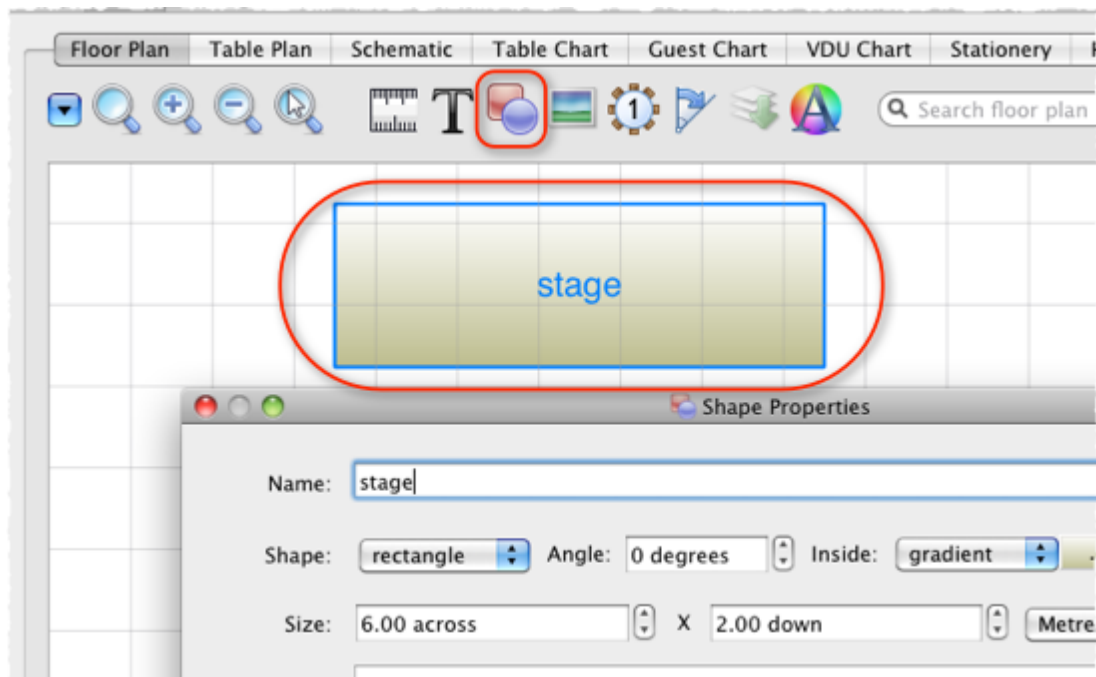 Floor Plan Table Plan Schematic Table Chart Guest Chart VDU Chart Stationery
T 1 A Search floor plan
stage
Shape Properties
Name: stage
Shape: rectangle Angle: 0 degrees Inside: gradient
Size: 6.00 across X 2.00 down Metre